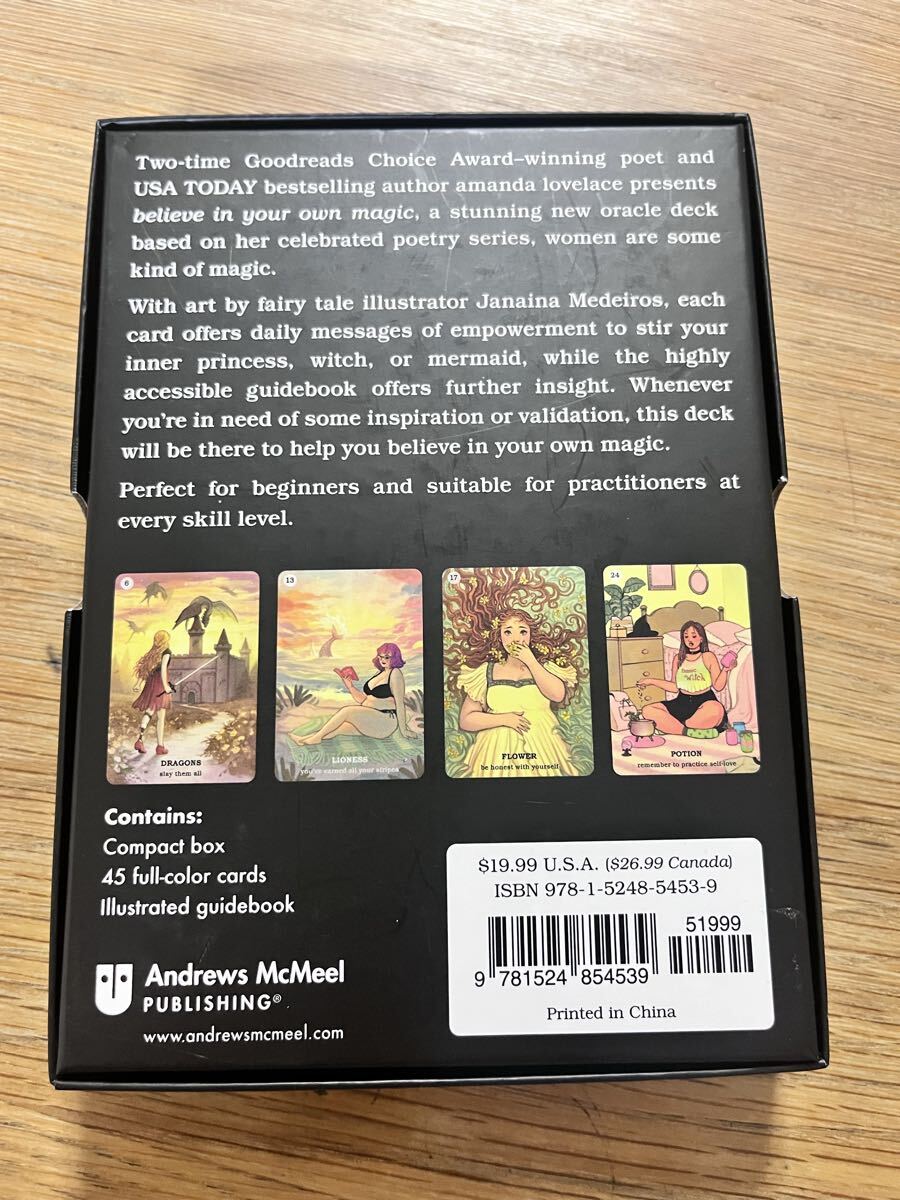 Two-time Goodreads Choice Award–winning poet and
USA TODAY bestselling author amanda lovelace presents
believe in your own magic, a stunning new oracle deck
based on her celebrated poetry series, women are some
kind of magic.
With art by fairy tale illustrator Janaina Medeiros, each
card offers daily messages of empowerment to stir your
inner princess, witch, or mermaid, while the highly
accessible guidebook offers further insight. Whenever
you're in need of some inspiration or validation, this deck
will be there to help you believe in your own magic.
Perfect for beginners and suitable for practitioners at
every skill level.
6
DRAGONS
slay them all
13
LIONESS
you've earned all your stripes
17
FLOWER
be honest with yourself
24
witch
POTION
remember to practice self-love
Contains:
Compact box
45 full-color cards
Illustrated guidebook
Andrews McMeel
PUBLISHING®
www.andrewsmcmeel.com
$19.99 U.S.A. ($26.99 Canada)
ISBN 978-1-5248-5453-9
51999
9 781524 854539
Printed in China